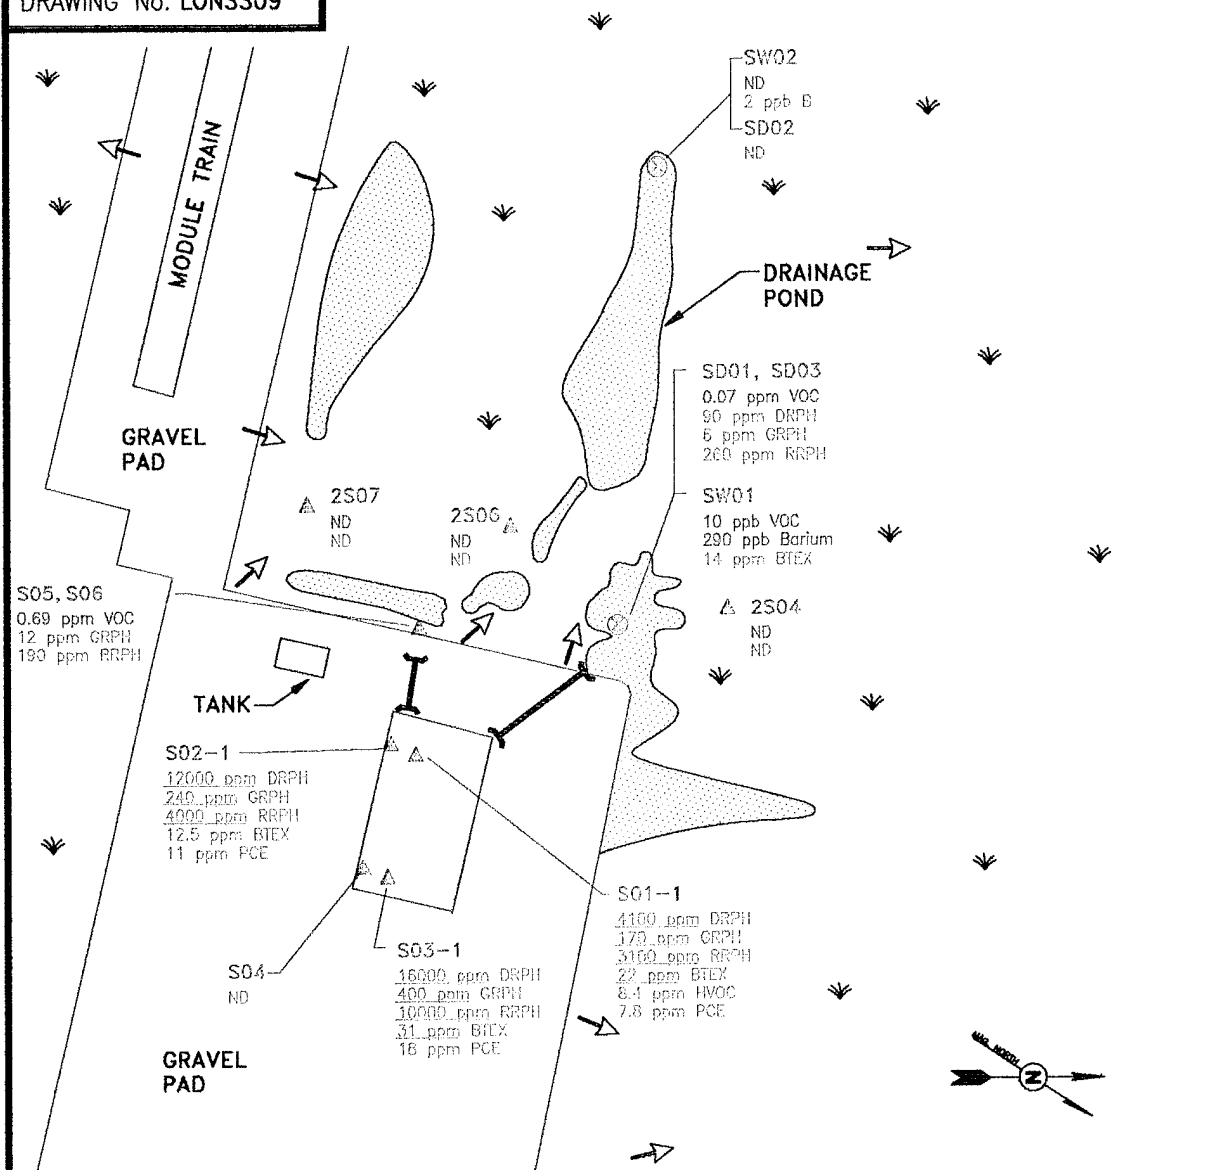 DRAWING No. LONSS09
SW02
ND
2 ppb B
SD02
ND
MODULE TRAIN
DRAINAGE
POND
SD01, SD03
0.07 ppm VOC
90 ppm DRPH
6 ppm GRPH
260 ppm RRPH
GRAVEL
PAD
SW01
10 ppb VOC
290 ppb Barium
14 ppm BTEX
2S07
ND
ND
2S06
ND
ND
S05, S06
0.69 ppm VOC
12 ppm GRPH
190 ppm RRPH
2S04
ND
ND
TANK
S02-1
12000 ppm DRPH
240 ppm GRPH
4000 ppm RRPH
12.5 ppm BTEX
11 ppm PCE
S01-1
4100 ppm DRPH
170 ppm GRPH
3100 ppm RRPH
22 ppm BTEX
8.4 ppm HVOC
7.8 ppm PCE
S03-1
16000 ppm DRPH
400 ppm GRPH
10000 ppm RRPH
31 ppm BTEX
18 ppm PCE
S04
ND
GRAVEL
PAD
MAG. NORTH
N